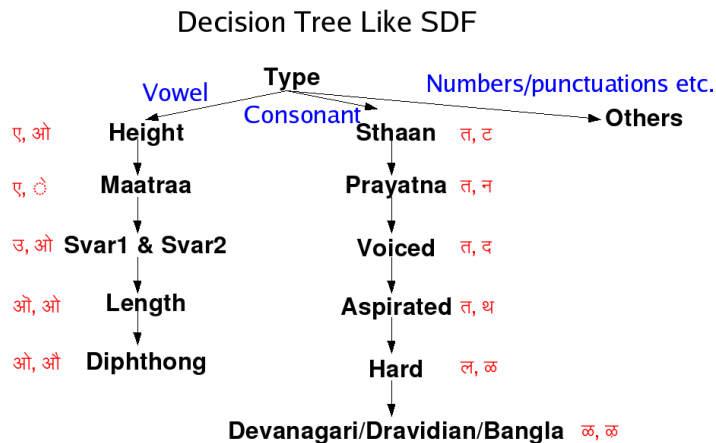 Decision Tree Like SDF
Type
Vowel
Consonant
Numbers/punctuations etc.
ए, ओ Height Sthaan त, ट Others
ए, े Maatraa Prayatna त, न
उ, ओ Svar1 & Svar2 Voiced त, द
ऒ, ओ Length Aspirated त, थ
ओ, औ Diphthong Hard ल, ळ
Devanagari/Dravidian/Bangla ळ, ऴ